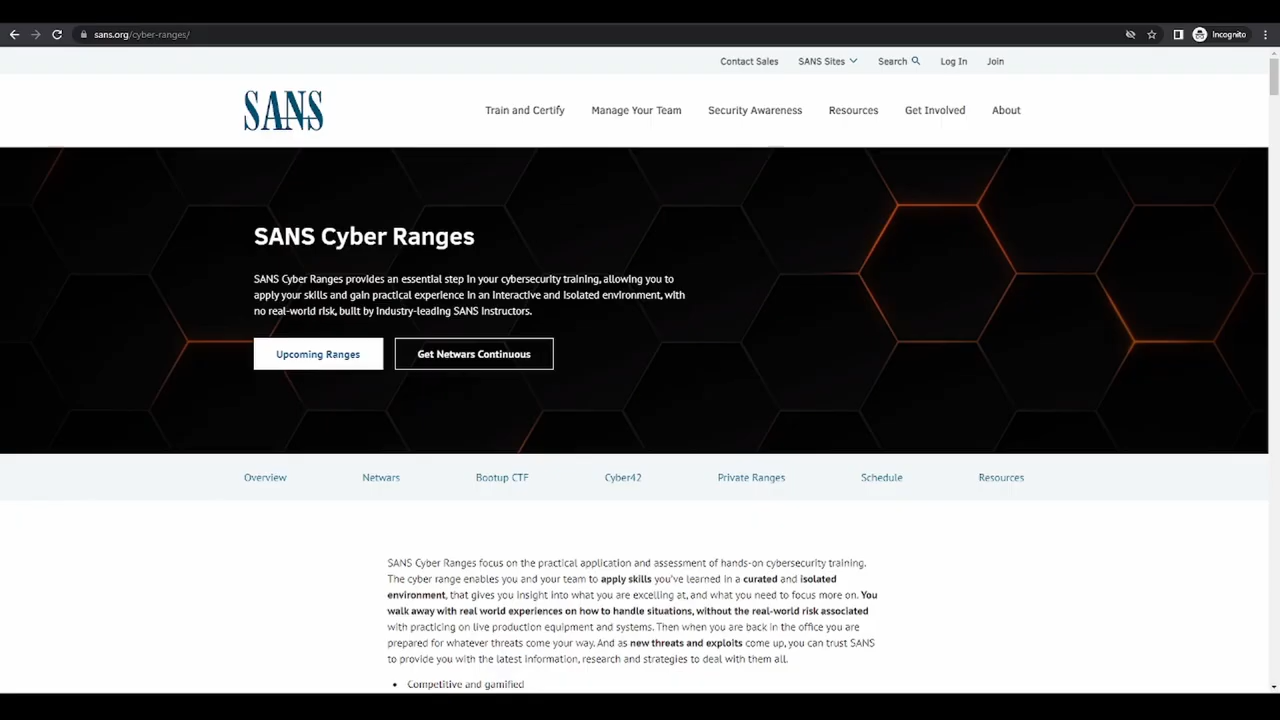 sans.org/cyber-ranges/
Incognito
Contact Sales SANS Sites Search Log In Join
SANS
Train and Certify Manage Your Team Security Awareness Resources Get Involved About
SANS Cyber Ranges
SANS Cyber Ranges provides an essential step in your cybersecurity training, allowing you to
apply your skills and gain practical experience in an interactive and isolated environment, with
no real-world risk, built by industry-leading SANS Instructors.
Upcoming Ranges Get Netwars Continuous
Overview Netwars Bootup CTF Cyber42 Private Ranges Schedule Resources
SANS Cyber Ranges focus on the practical application and assessment of hands-on cybersecurity training.
The cyber range enables you and your team to apply skills you've learned in a curated and isolated
environment, that gives you insight into what you are excelling at, and what you need to focus more on. You
walk away with real world experiences on how to handle situations, without the real-world risk associated
with practicing on live production equipment and systems. Then when you are back in the office you are
prepared for whatever threats come your way. And as new threats and exploits come up, you can trust SANS
to provide you with the latest information, research and strategies to deal with them all.
• Competitive and gamified